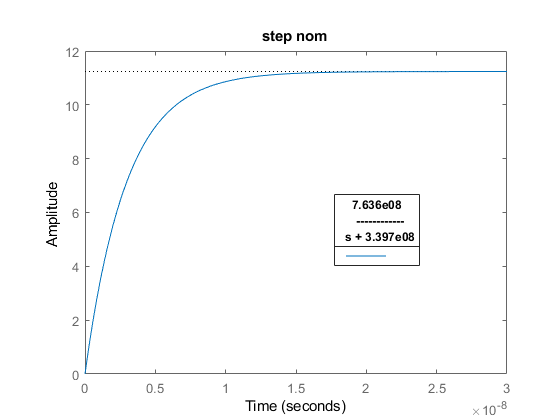 step nom
12
10
8
6
4
2
0
Amplitude
7.636e08
------------
s + 3.397e08
0 0.5 1 1.5 2 2.5 3
Time (seconds)
× 10^-8